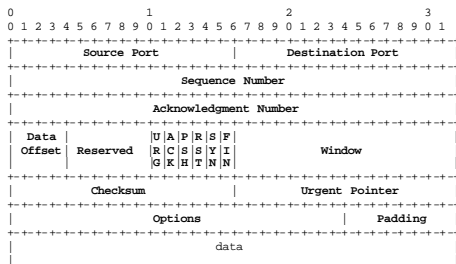 0 1 2 3
0 1 2 3 4 5 6 7 8 9 0 1 2 3 4 5 6 7 8 9 0 1 2 3 4 5 6 7 8 9 0 1
Source Port | Destination Port
Sequence Number
Acknowledgment Number
Data | |U|A|P|R|S|F|
Offset| Reserved |R|C|S|S|Y|I| Window
| |G|K|H|T|N|N|
Checksum | Urgent Pointer
Options | Padding
data